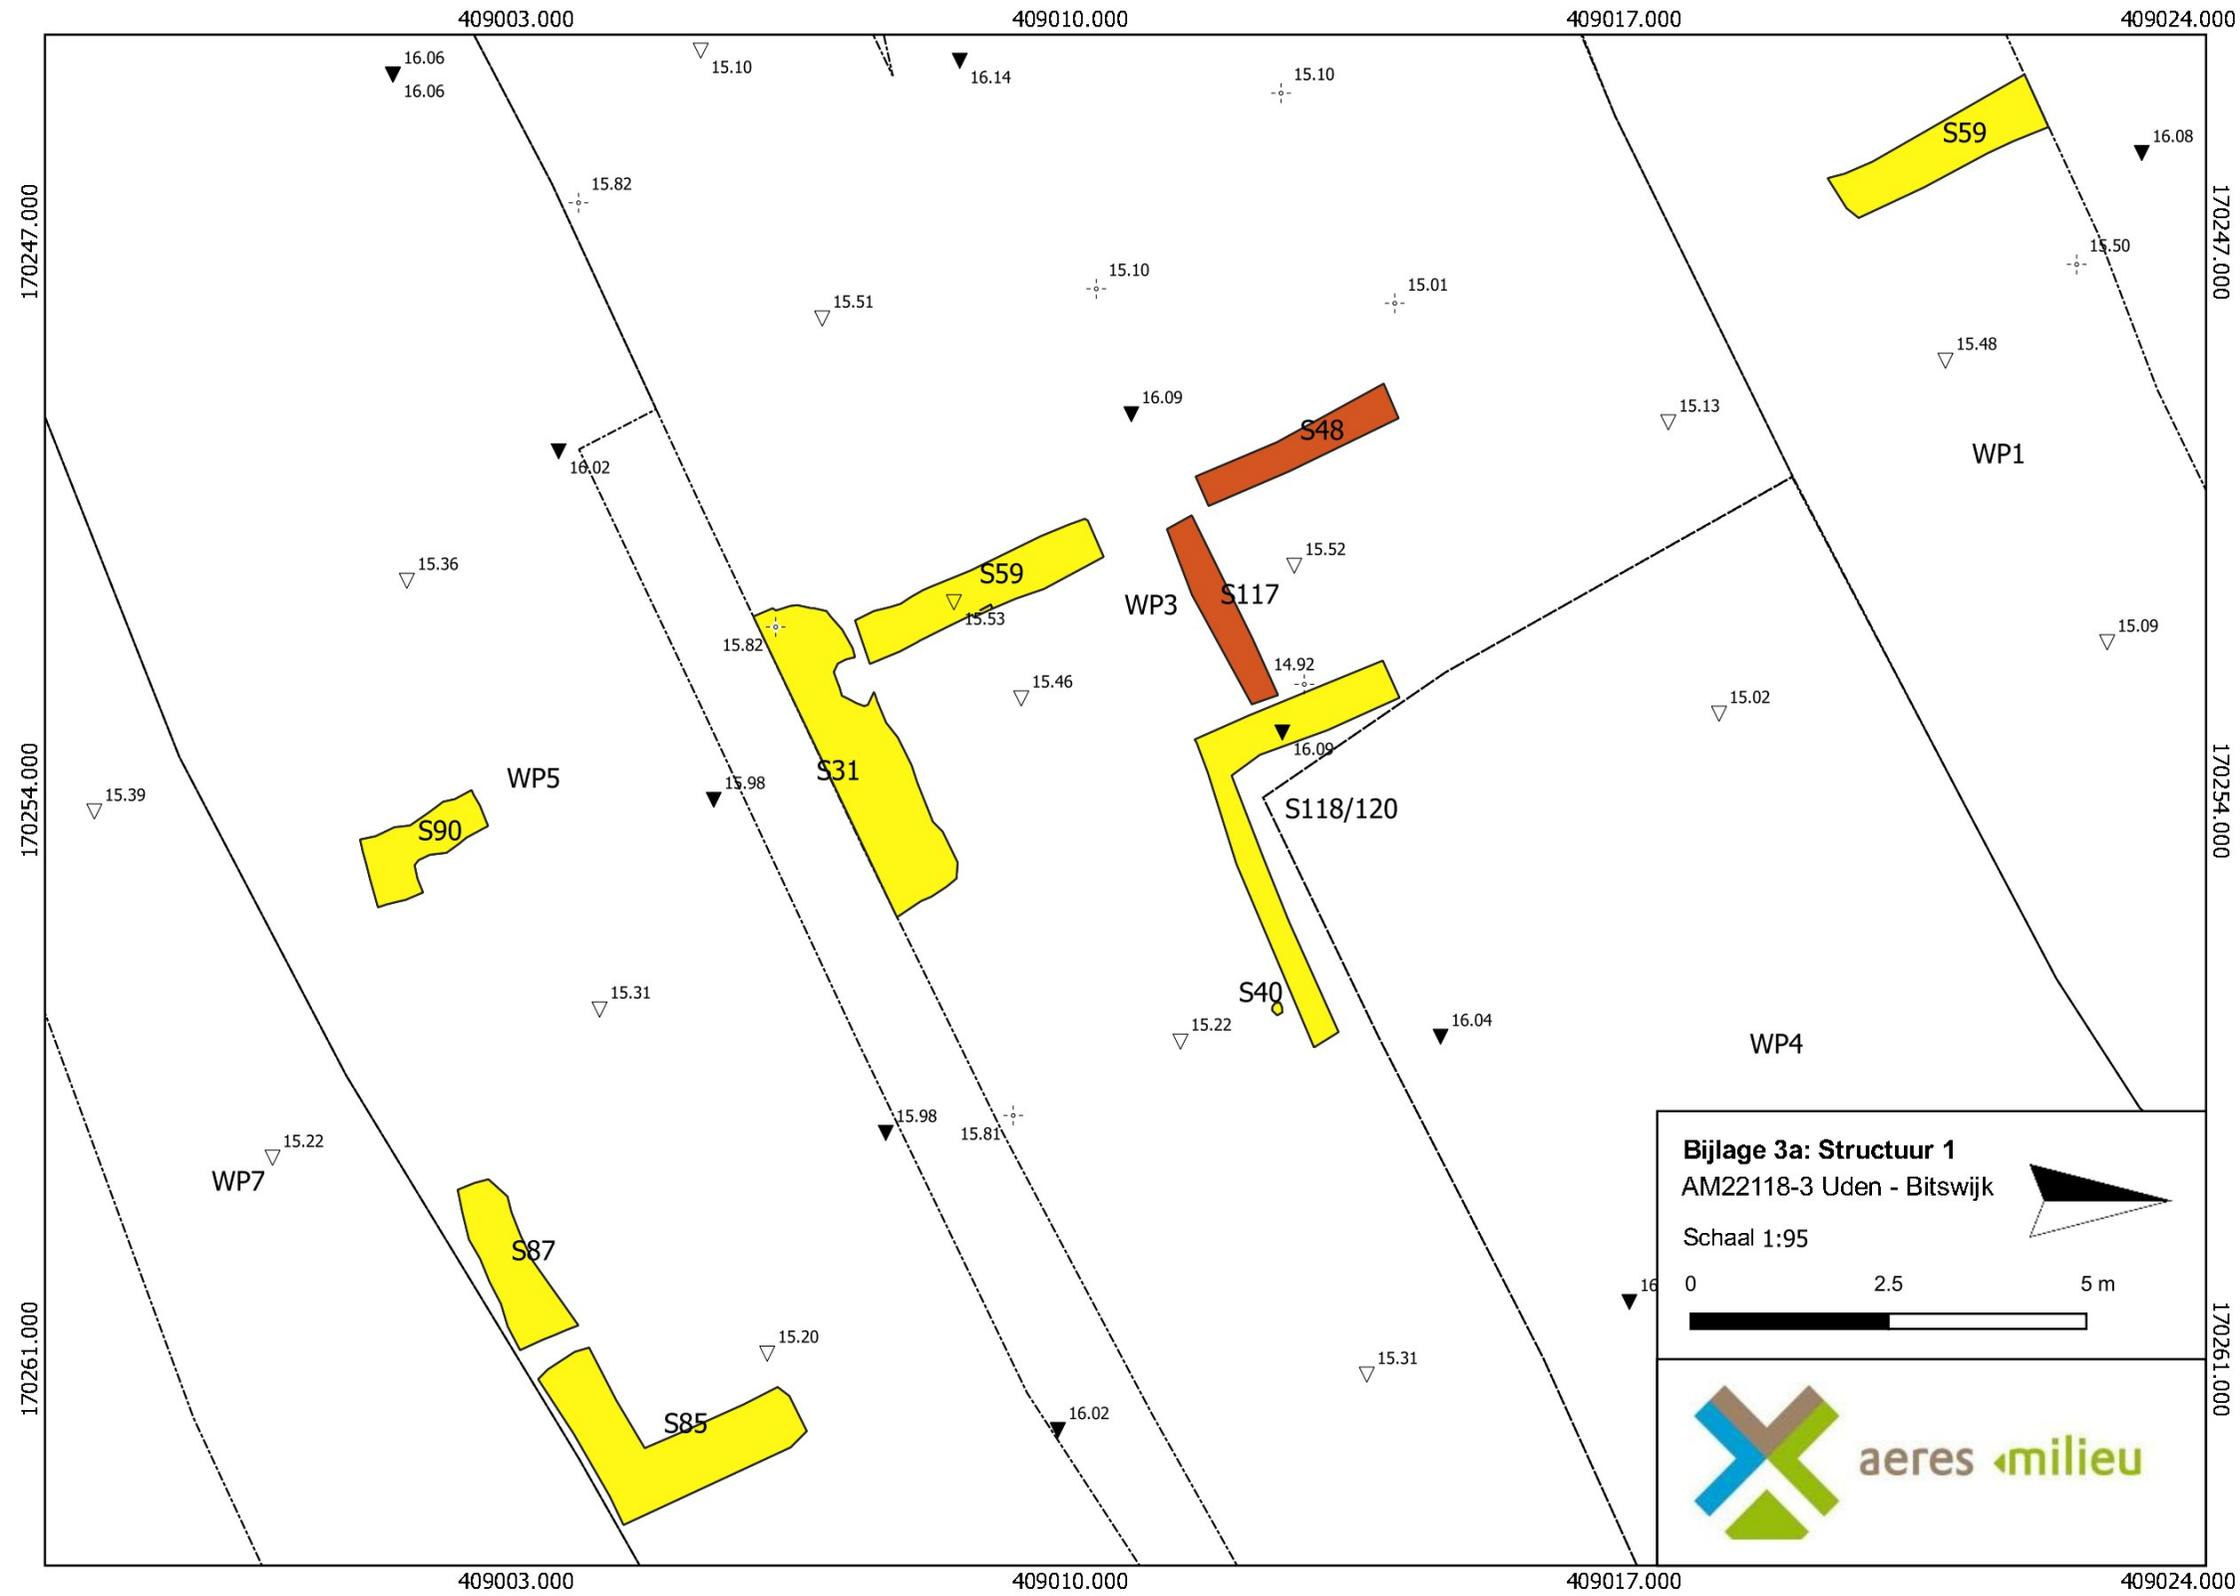 409003.000 409010.000 409017.000 409024.000
16.06
16.06
15.10
16.14
15.10
S59
16.08
15.82
170247.000
170247.000
15.50
15.10
15.01
15.51
15.48
16.09
15.13
S48
WP1
16.02
15.52
15.36
S59
S117
WP3
15.53
15.09
15.82
14.92
15.46
15.02
16.09
S31
WP5
15.98
15.39
170254.000
170254.000
S118/120
S90
S40
15.31
15.22
16.04
WP4
15.98
15.81
15.22
WP7
Bijlage 3a: Structuur 1
AM22118-3 Uden - Bitswijk
Schaal 1:95
S87
0 2.5 5 m
16
15.20
170261.000
170261.000
15.31
16.02
S85
aeres milieu
409003.000 409010.000 409017.000 409024.000